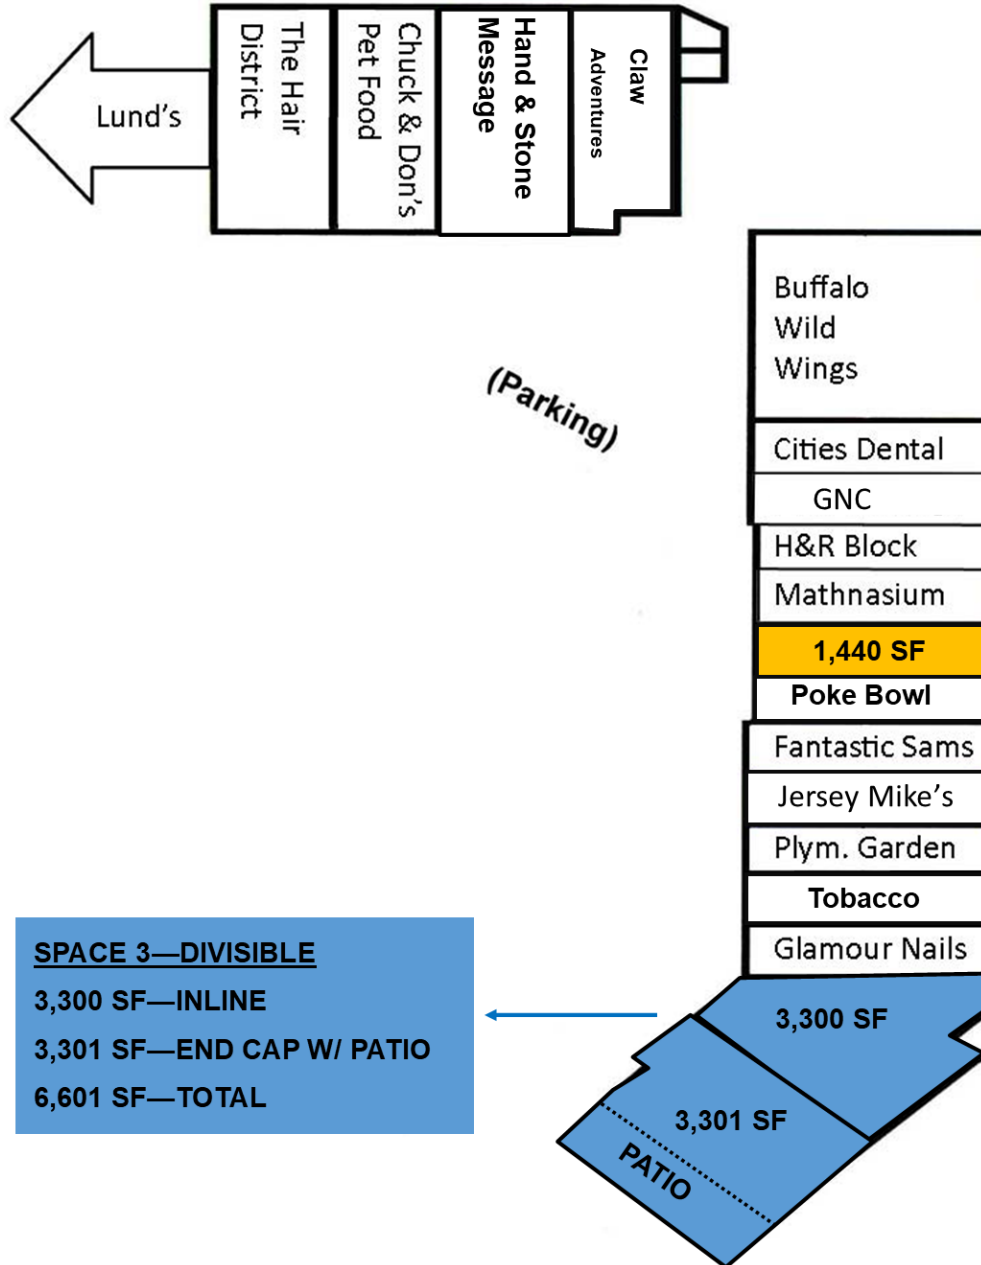 Lund's
The Hair
District
Chuck & Don's
Pet Food
Hand & Stone
Message
Claw
Adventures
(Parking)
Buffalo
Wild
Wings
Cities Dental
GNC
H&R Block
Mathnasium
1,440 SF
Poke Bowl
Fantastic Sams
Jersey Mike's
Plym. Garden
Tobacco
Glamour Nails
SPACE 3—DIVISIBLE
3,300 SF—INLINE
3,301 SF—END CAP W/ PATIO
6,601 SF—TOTAL
3,300 SF
3,301 SF
PATIO